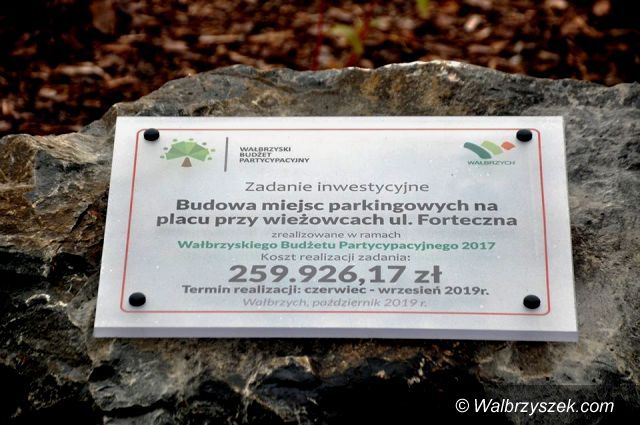 WAŁBRZYSKI
BUDŻET
PARTYCYPACYJNY
WAŁBRZYCH
Zadanie inwestycyjne
Budowa miejsc parkingowych na
placu przy wieżowcach ul. Forteczna
zrealizowane w ramach
Wałbrzyskiego Budżetu Partycypacyjnego 2017
Koszt realizacji zadania:
259.926,17 zł
Termin realizacji: czerwiec - wrzesień 2019r.
Wałbrzych, październik 2019 r.
© Walbrzyszek.com